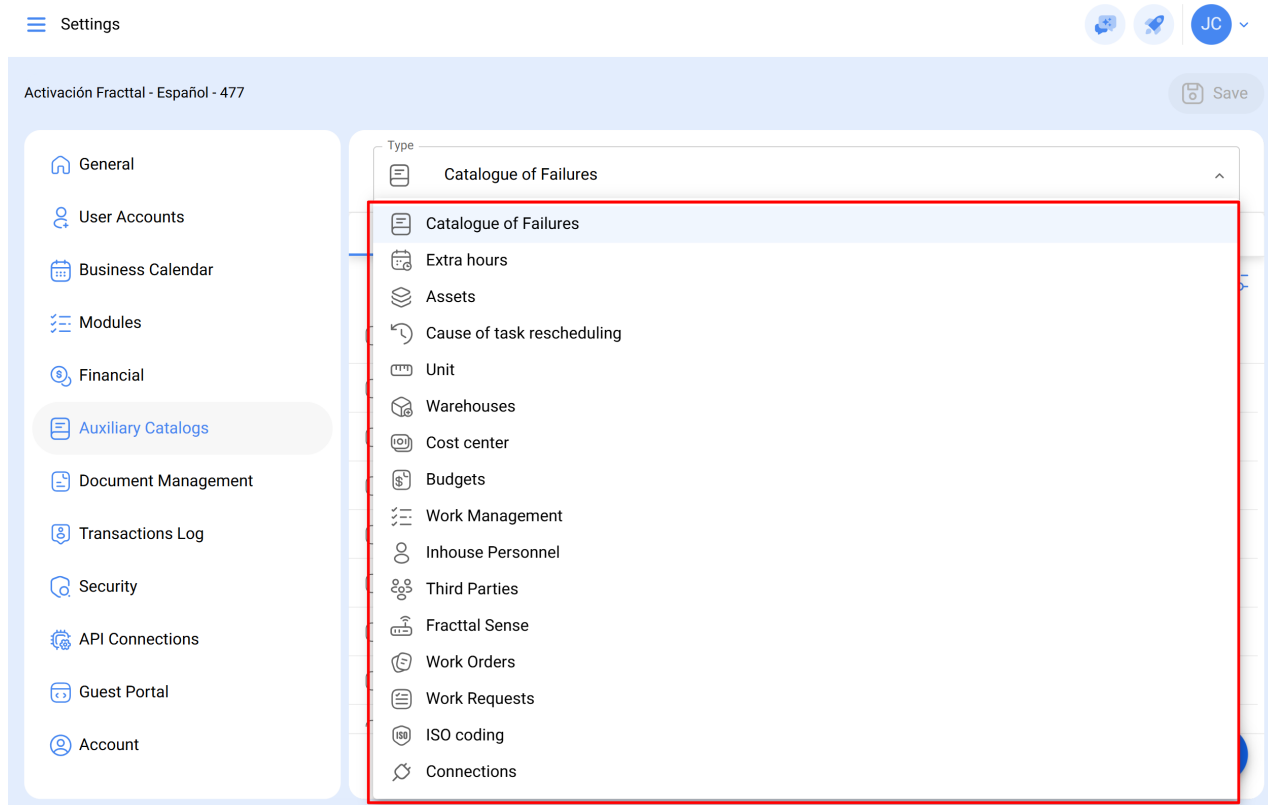 Settings
JC
Activación Fracttal - Español - 477
Save
General
User Accounts
Business Calendar
Modules
Financial
Auxiliary Catalogs
Document Management
Transactions Log
Security
API Connections
Guest Portal
Account
Type
Catalogue of Failures
Catalogue of Failures
Extra hours
Assets
Cause of task rescheduling
Unit
Warehouses
Cost center
Budgets
Work Management
Inhouse Personnel
Third Parties
Fracttal Sense
Work Orders
Work Requests
ISO
ISO coding
Connections